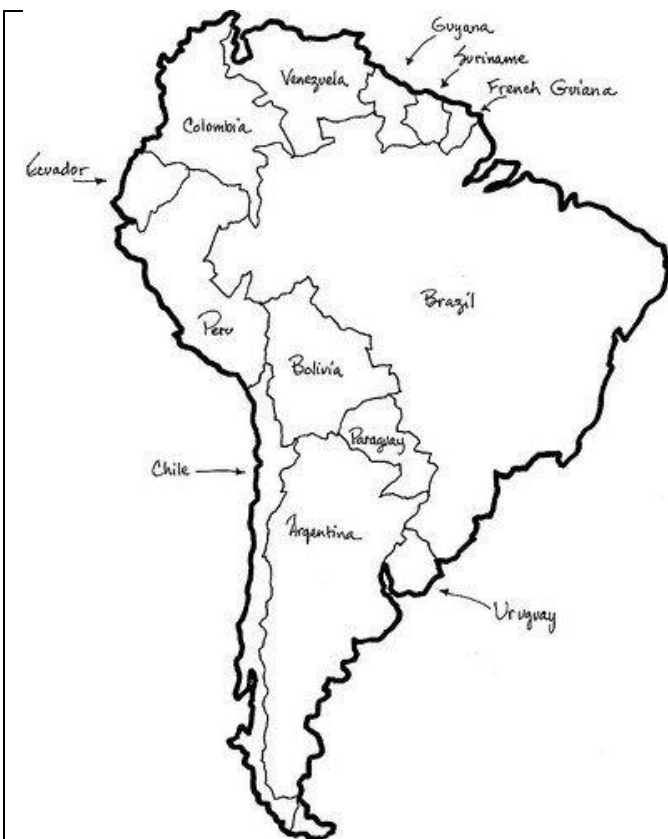 Guyana
Suriname
French Guiana
Venezuela
Colombia
Ecuador
Brazil
Peru
Bolivia
Paraguay
Chile
Argentina
Uruguay